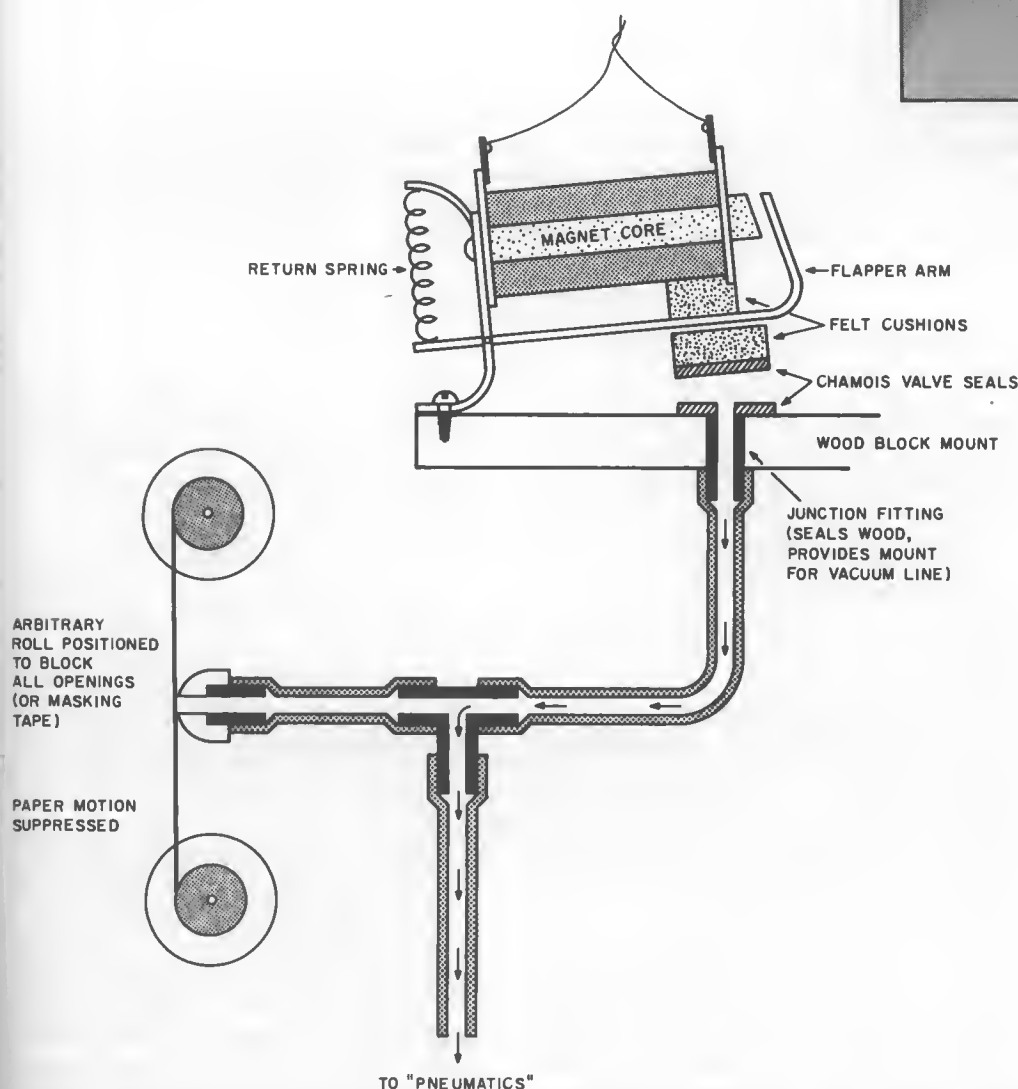 MAGNET CORE
RETURN SPRING
FLAPPER ARM
FELT CUSHIONS
CHAMOIS VALVE SEALS
WOOD BLOCK MOUNT
JUNCTION FITTING
(SEALS WOOD,
PROVIDES MOUNT
FOR VACUUM LINE)
ARBITRARY
ROLL POSITIONED
TO BLOCK
ALL OPENINGS
(OR MASKING
TAPE)
PAPER MOTION
SUPPRESSED
TO "PNEUMATICS"